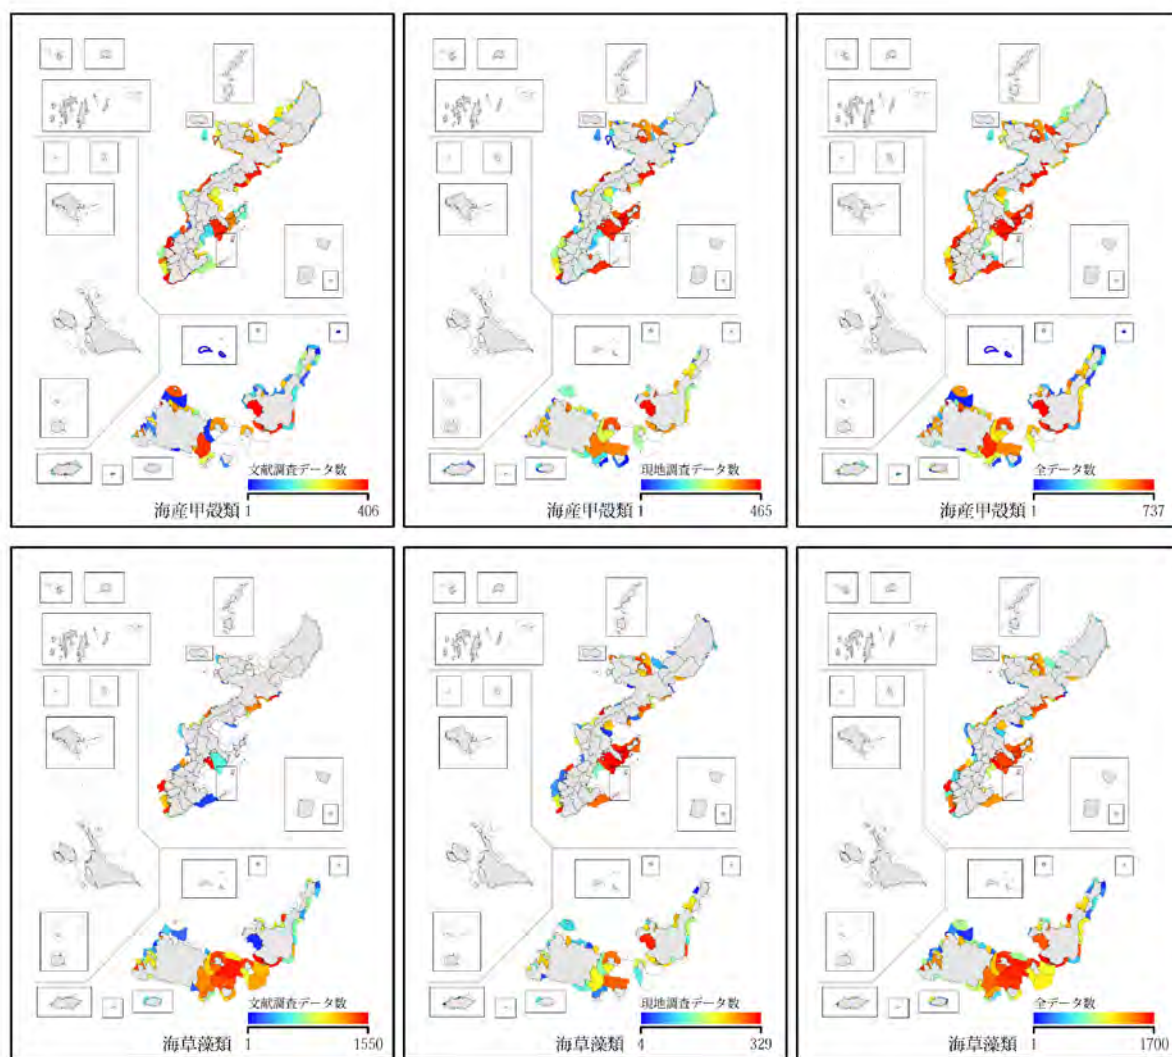 文献調査データ数
海産甲殻類 1 406
現地調査データ数
海産甲殻類 1 465
全データ数
海産甲殻類 1 737
文献調査データ数
海草藻類 1 1550
現地調査データ数
海草藻類 4 329
全データ数
海草藻類 1 1700